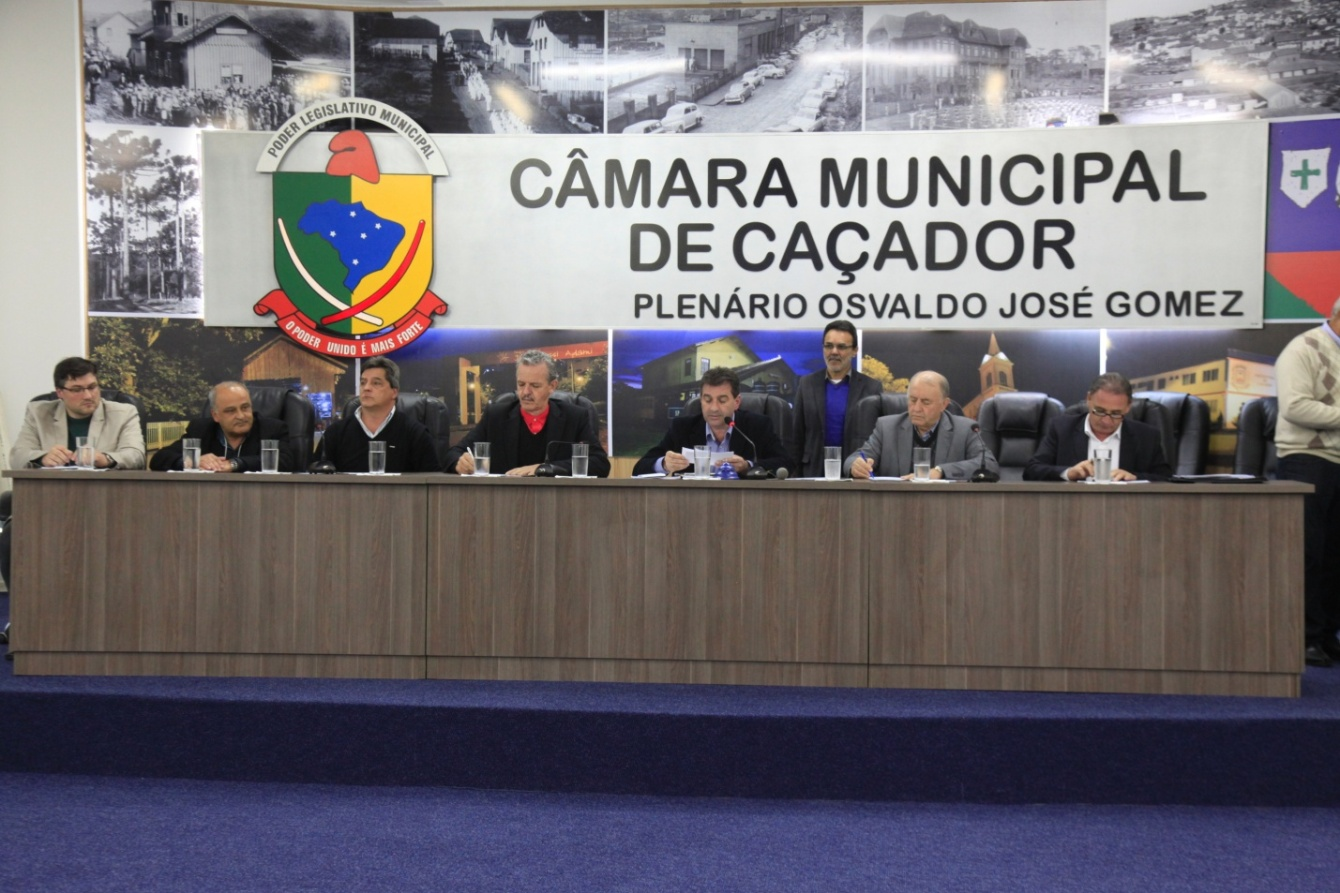 PODER LEGISLATIVO MUNICIPAL
CÂMARA MUNICIPAL
DE CAÇADOR
PLENÁRIO OSVALDO JOSÉ GOMEZ
O PODER UNIDO É MAIS FORTE